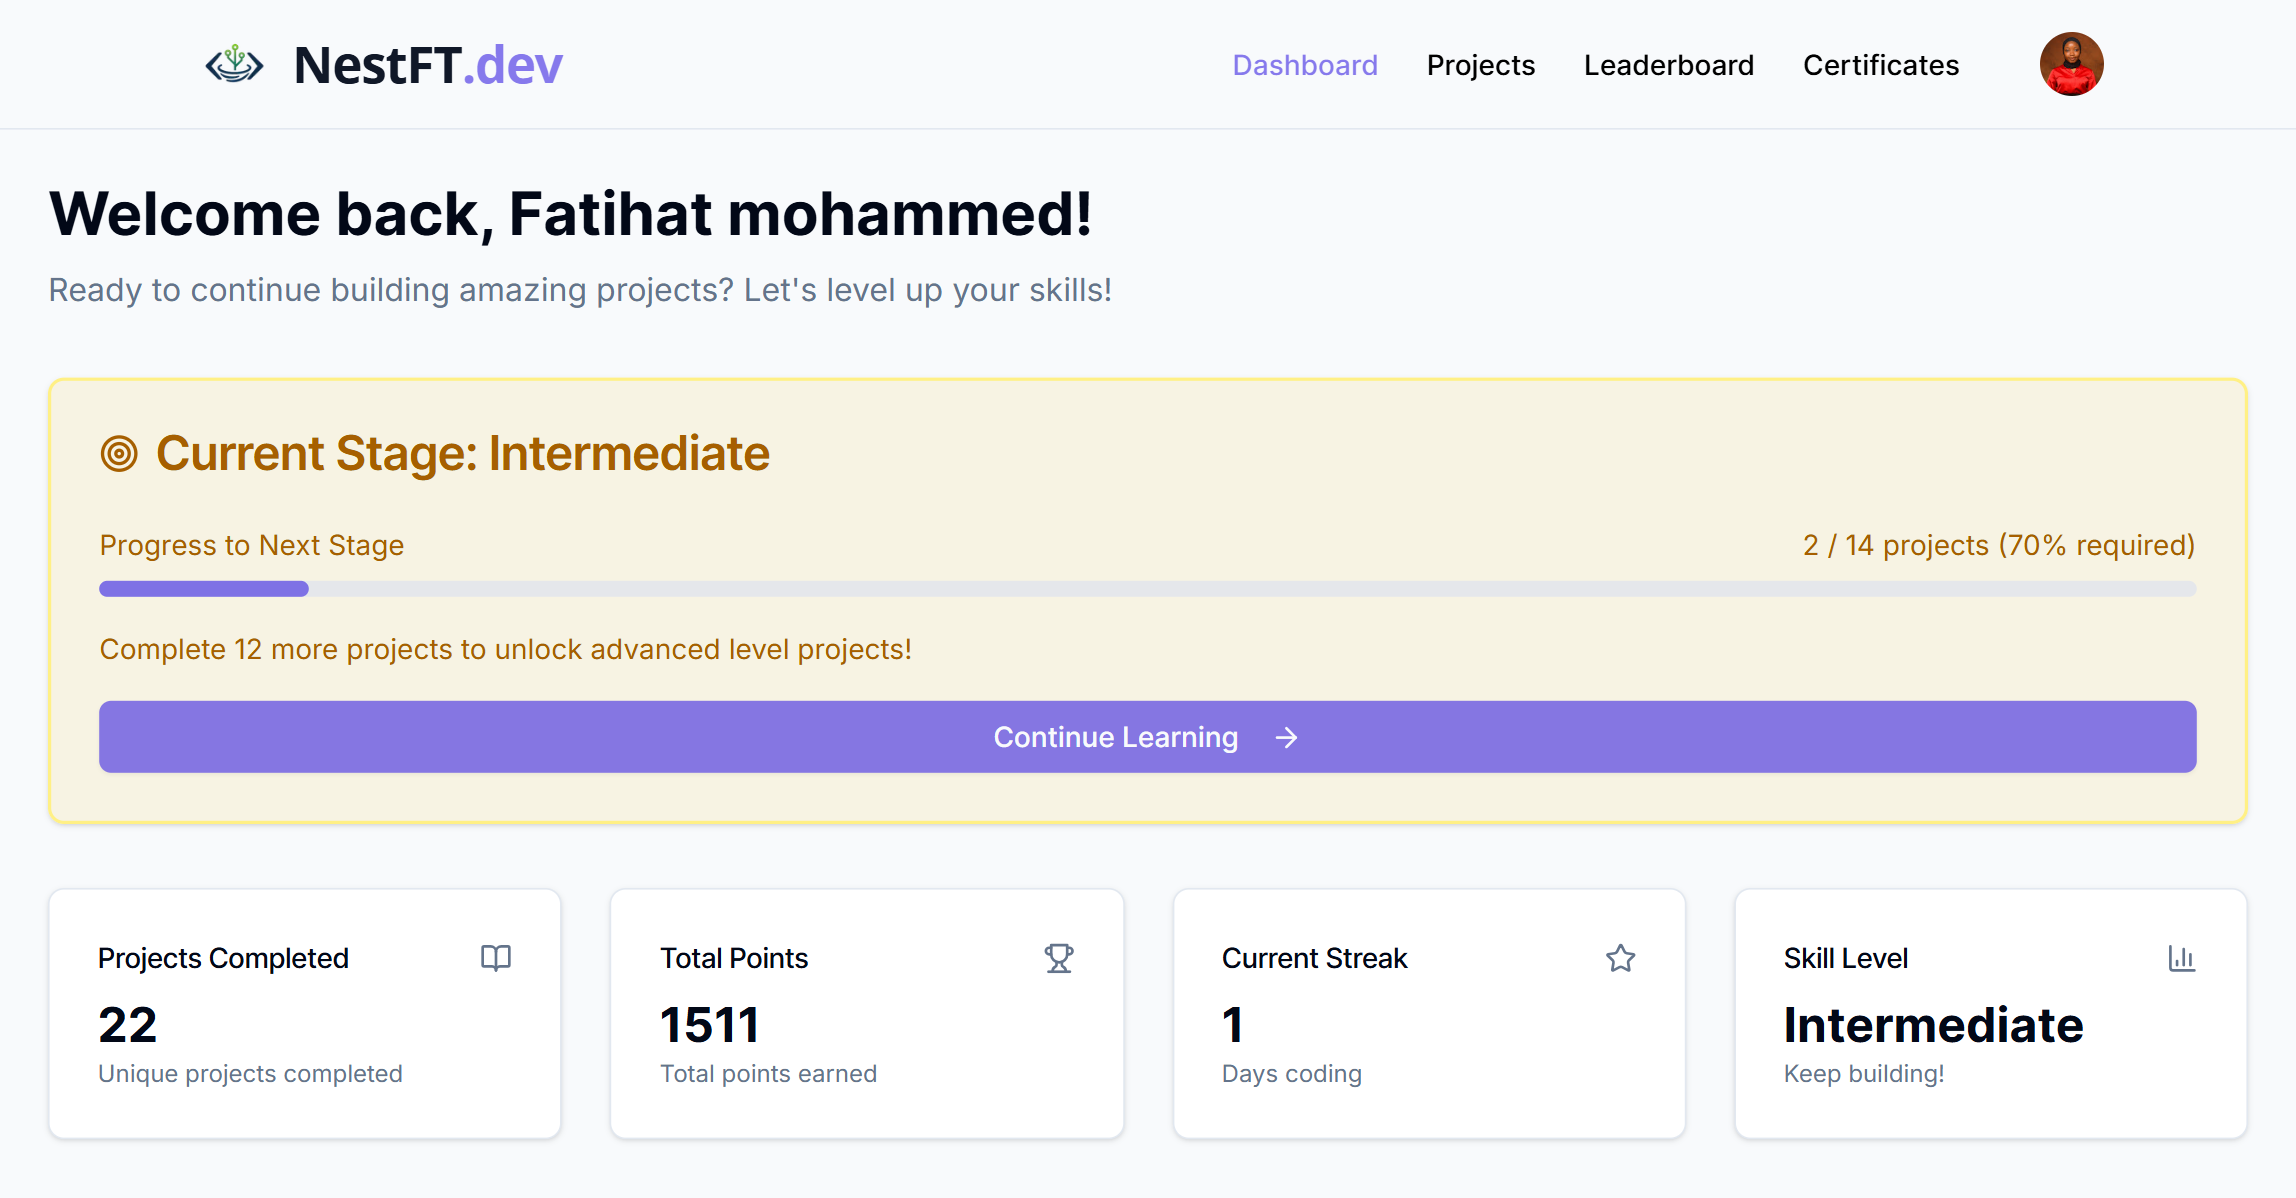 NestFT.dev
Dashboard Projects Leaderboard Certificates
Welcome back, Fatihat mohammed!
Ready to continue building amazing projects? Let's level up your skills!
Current Stage: Intermediate
Progress to Next Stage 2 / 14 projects (70% required)
Complete 12 more projects to unlock advanced level projects!
Continue Learning →
Projects Completed
22
Unique projects completed
Total Points
1511
Total points earned
Current Streak
1
Days coding
Skill Level
Intermediate
Keep building!